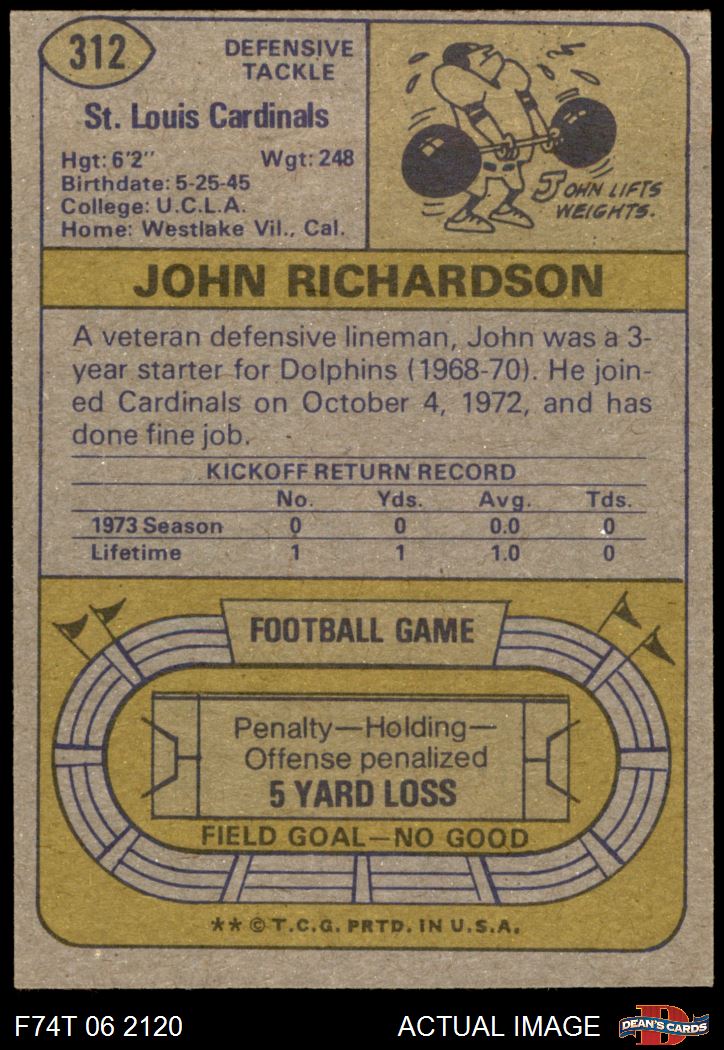 312
DEFENSIVE
TACKLE
St. Louis Cardinals
Hgt: 6'2" Wgt: 248
Birthdate: 5-25-45
College: U.C.L.A.
Home: Westlake Vil., Cal.
JOHN LIFTS
WEIGHTS.
JOHN RICHARDSON
A veteran defensive lineman, John was a 3-
year starter for Dolphins (1968-70). He join-
ed Cardinals on October 4, 1972, and has
done fine job.
KICKOFF RETURN RECORD
No. Yds. Avg. Tds.
1973 Season 0 0 0.0 0
Lifetime 1 1 1.0 0
FOOTBALL GAME
Penalty—Holding—
Offense penalized
5 YARD LOSS
FIELD GOAL—NO GOOD
** © T.C.G. PRTD. IN U.S.A.
F74T 06 2120 ACTUAL IMAGE D DEAN'S CARDS